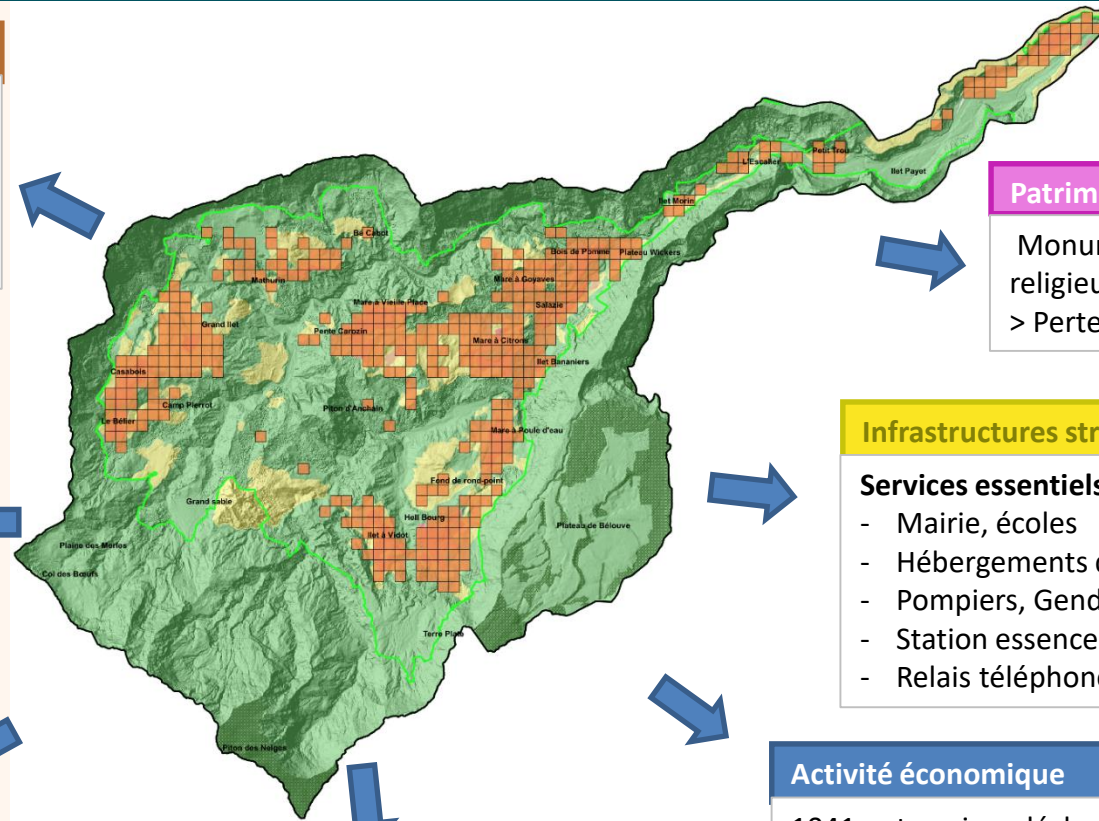 Petit Trou
L'Escalier
Ilet Payet
Ilet Morin
Bé Cabot
Bois de Pomme
Plateau Wickers
Mathurin
Mare à Goyaves
Mare à Vieille Place
Salazie
Grand Ilet
Pente Carozin
Mare à Citrons
Ilet Bananiers
Casabois
Camp Pierrot
Piton d'Anchain
Le Bélier
Mare à Poule d'eau
Fond de rond-point
Grand sable
Hell Bourg
Ilet à Vidot
Plateau de Bélouve
Plaine des Merles
Col des Bœufs
Terre Plate
Piton des Neiges
Patrim
Monu
religieu
> Perte
Infrastructures str
Services essentiels
- Mairie, écoles
- Hébergements
- Pompiers, Gend
- Station essence
- Relais téléphon
Activité économique